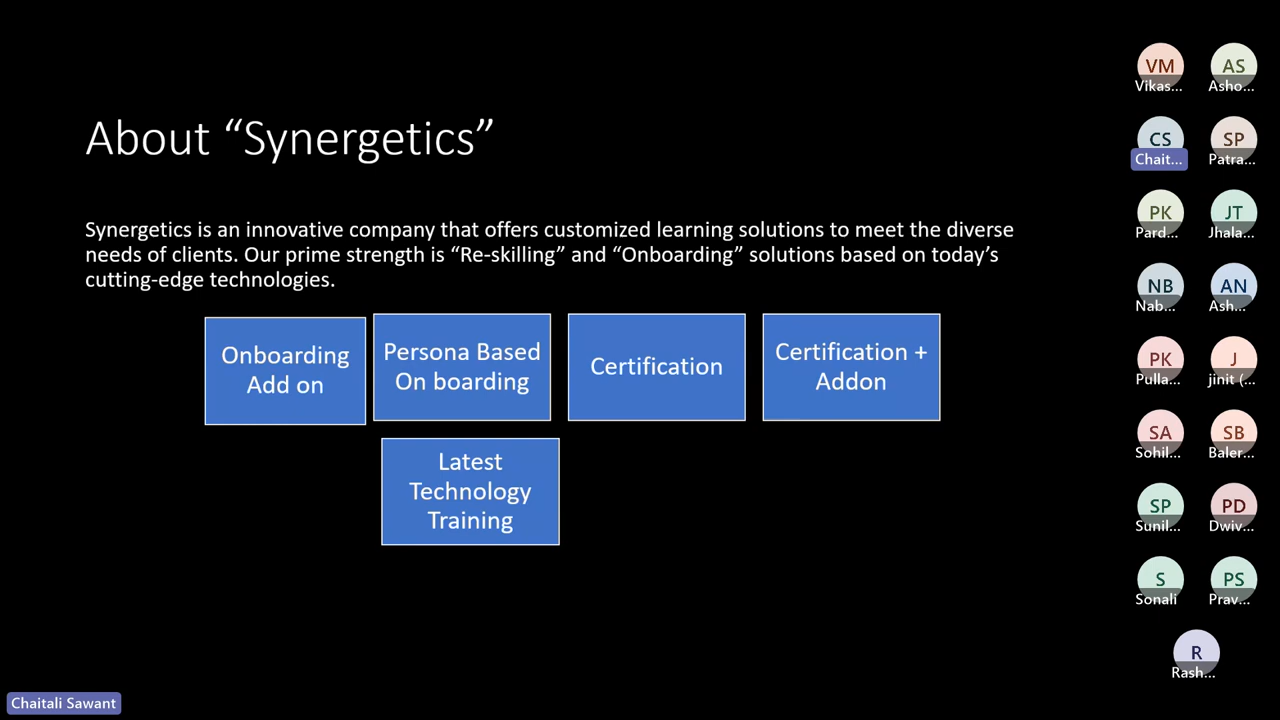 About “Synergetics”
Synergetics is an innovative company that offers customized learning solutions to meet the diverse
needs of clients. Our prime strength is “Re-skilling” and “Onboarding” solutions based on today’s
cutting-edge technologies.
Onboarding
Add on
Persona Based
On boarding
Certification
Certification +
Addon
Latest
Technology
Training
VM
Vikas...
AS
Asho...
CS
Chait...
SP
Patra...
PK
Pard...
JT
Jhala...
NB
Nab...
AN
Ash...
PK
Pulla...
J
jinit (...
SA
Sohil...
SB
Baler...
SP
Sunil...
PD
Dwiv...
S
Sonali
PS
Prav...
R
Rash...
Chaitali Sawant